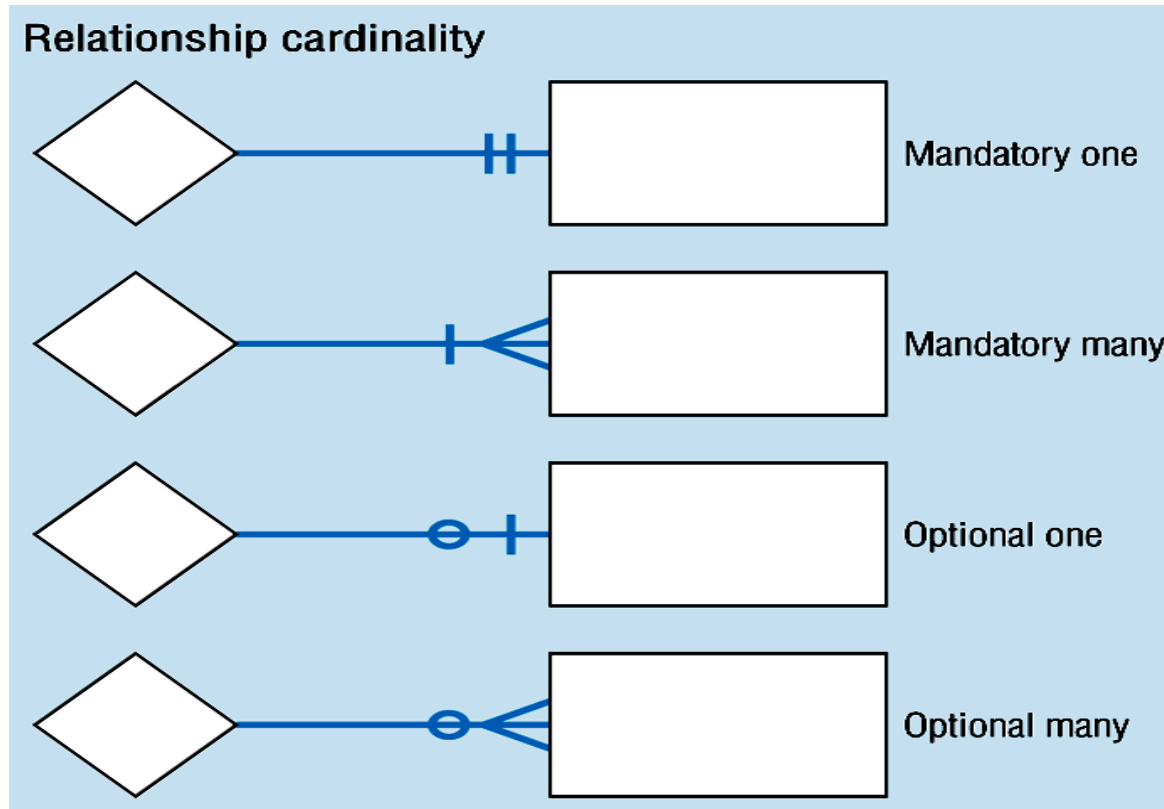 Relationship cardinality
Mandatory one
Mandatory many
Optional one
Optional many